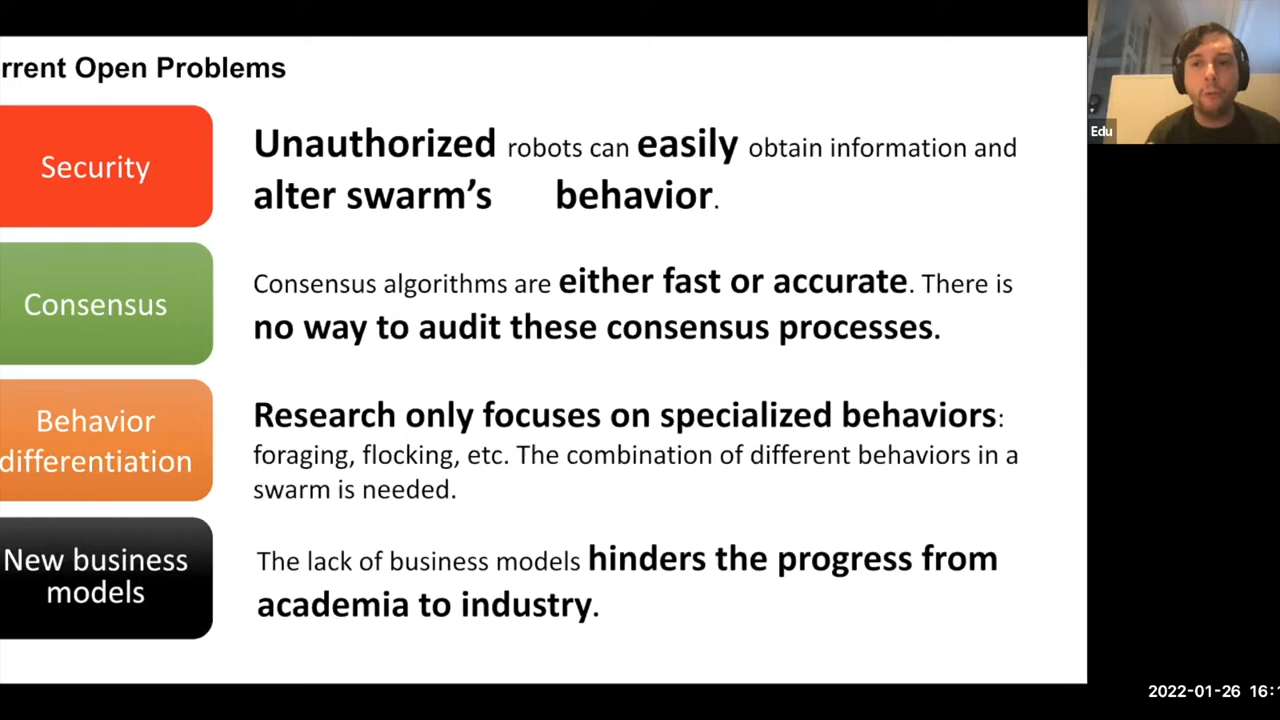 rrent Open Problems
Security
Unauthorized robots can easily obtain information and
alter swarm's behavior.
Consensus
Consensus algorithms are either fast or accurate. There is
no way to audit these consensus processes.
Behavior
differentiation
Research only focuses on specialized behaviors:
foraging, flocking, etc. The combination of different behaviors in a
swarm is needed.
New business
models
The lack of business models hinders the progress from
academia to industry.
Edu
2022-01-26 16:1